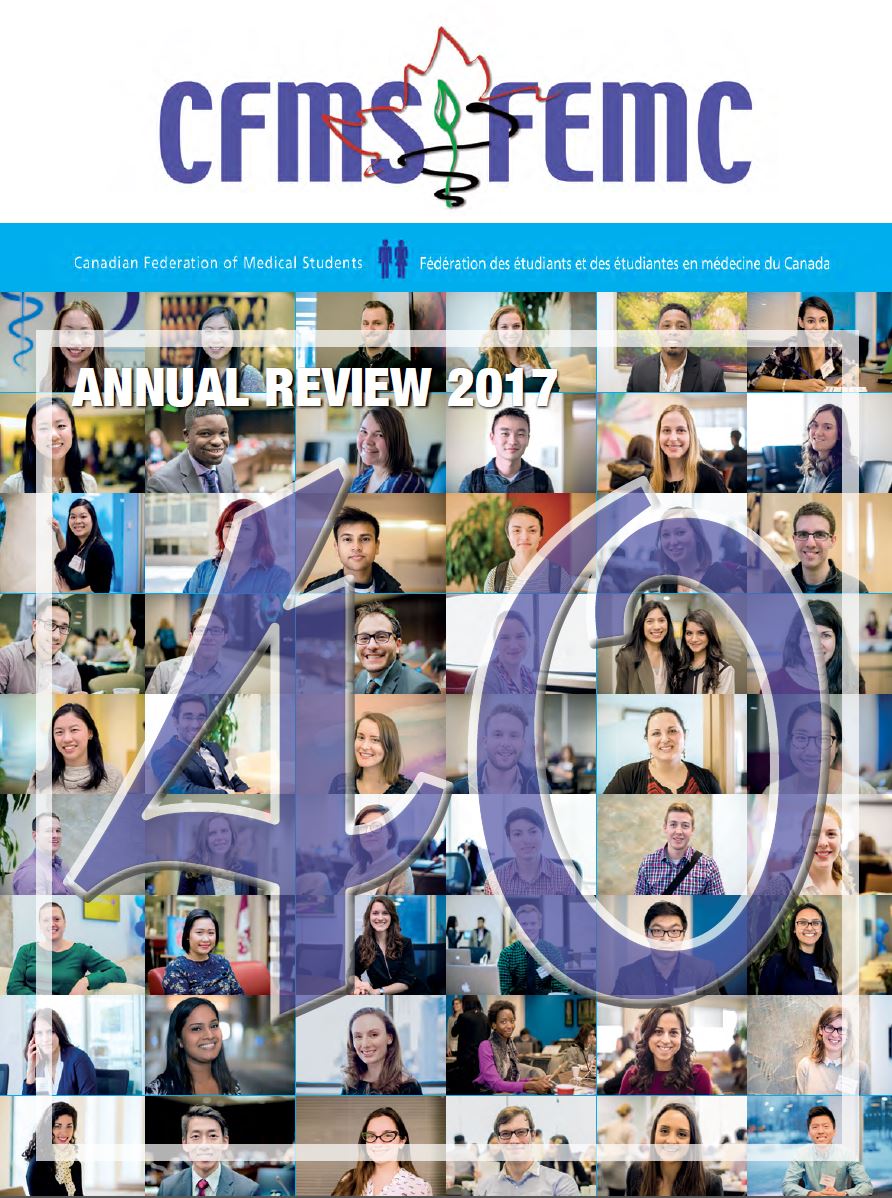 CFMS FEMC
Canadian Federation of Medical Students Fédération des étudiants et des étudiantes en médecine du Canada
ANNUAL REVIEW 2017
40